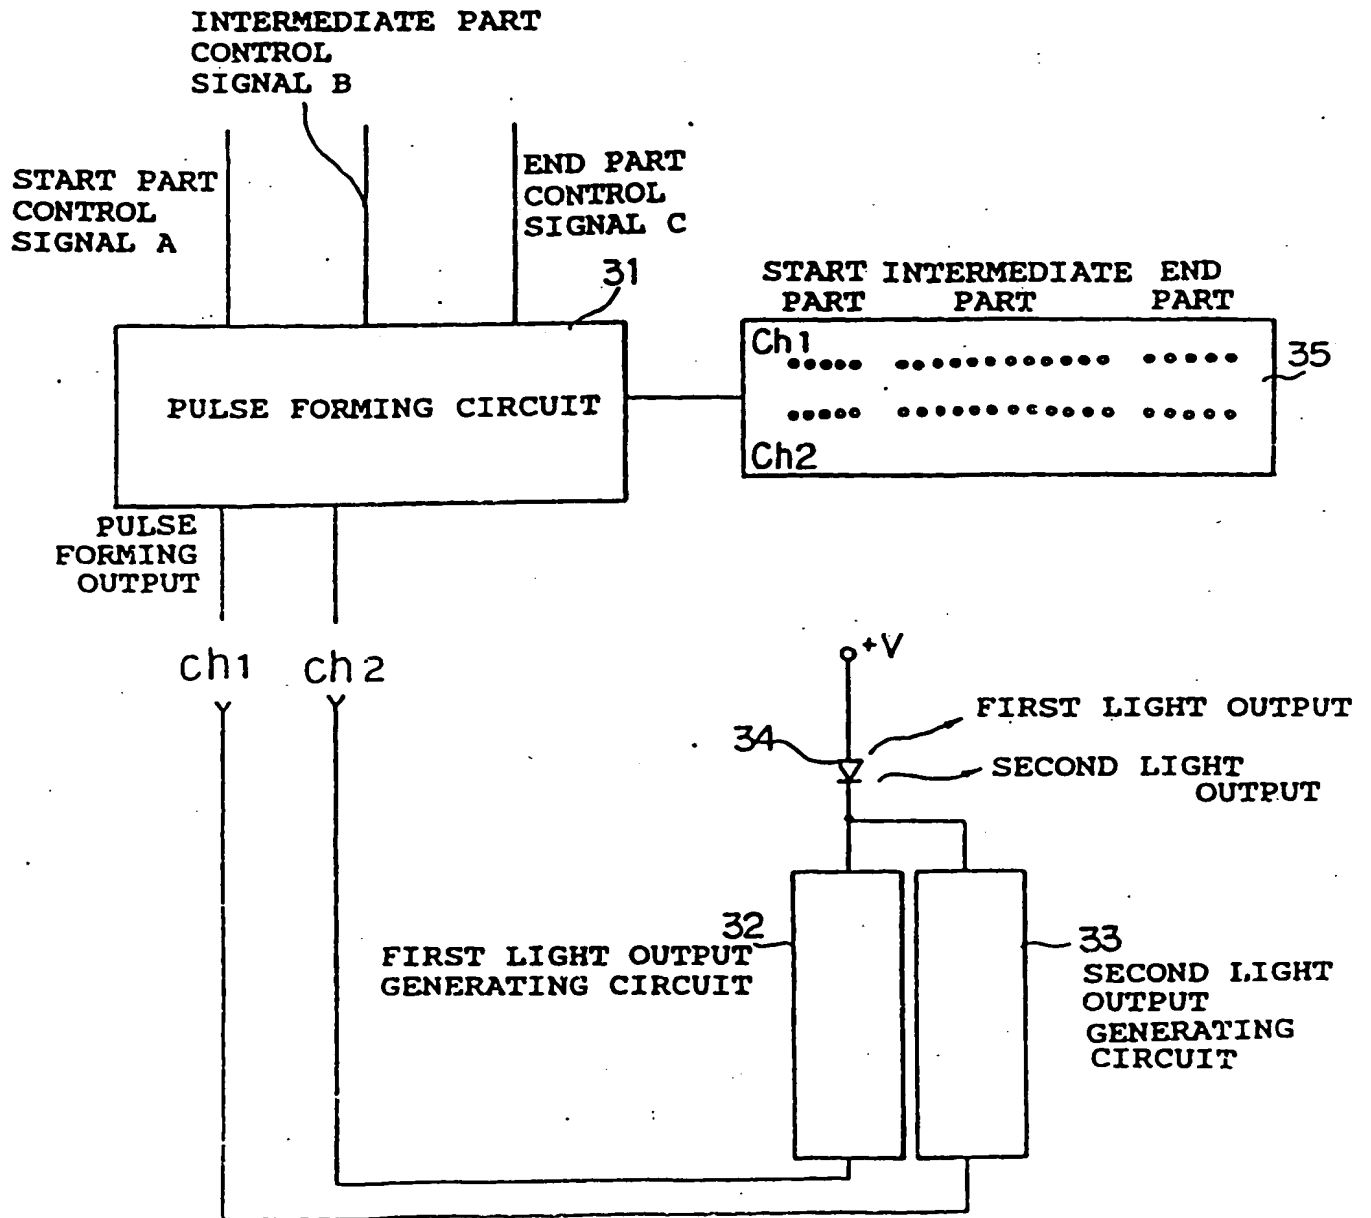 INTERMEDIATE PART
CONTROL
SIGNAL B
START PART
CONTROL
SIGNAL A
END PART
CONTROL
SIGNAL C
31
START
PART
INTERMEDIATE
PART
END
PART
Ch1
Ch2
35
PULSE FORMING CIRCUIT
PULSE
FORMING
OUTPUT
Ch1
Ch2
+V
34
FIRST LIGHT OUTPUT
SECOND LIGHT
OUTPUT
32
FIRST LIGHT OUTPUT
GENERATING CIRCUIT
33
SECOND LIGHT
OUTPUT
GENERATING
CIRCUIT